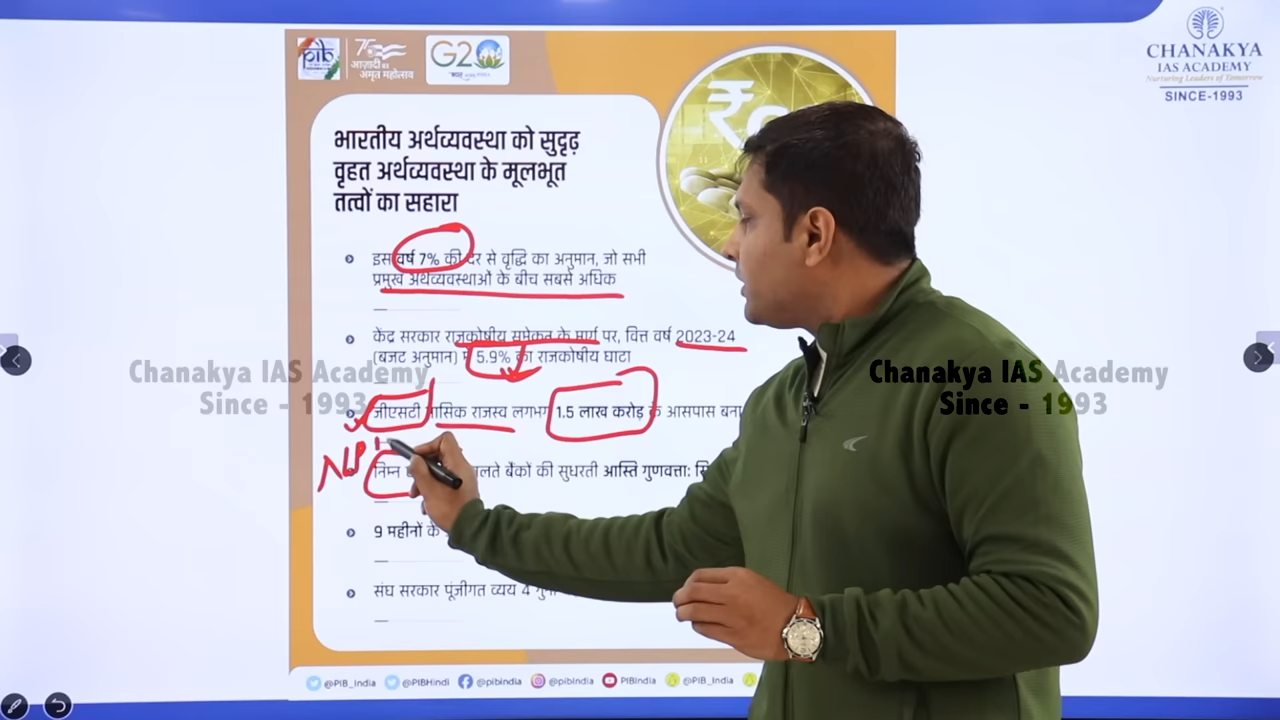 CHANAKYA
IAS ACADEMY
Nurturing Leaders of Tomorrow
SINCE-1993
pib
75
आज़ादी का
अमृत महोत्सव
G20
भारतीय अर्थव्यवस्था को सुदृढ़
वृहत अर्थव्यवस्था के मूलभूत
तत्वों का सहारा
इस वर्ष 7% की दर से वृद्धि का अनुमान, जो सभी
प्रमुख अर्थव्यवस्थाओं के बीच सबसे अधिक
केंद्र सरकार राजकोषीय समेकन के मार्ग पर, वित्त वर्ष 2023-24
(बजट अनुमान) में 5.9% का राजकोषीय घाटा
Chanakya IAS Academy
Since - 1993
Chanakya IAS Academy
Since - 1993
जीएसटी मासिक राजस्व लगभग 1.5 लाख करोड़ के आसपास बना
निम्न बैंकों की सुधरती आस्ति गुणवत्ता:
9 महीनों के
संघ सरकार पूंजीगत व्यय 4
@PIB_India @PIBHindi @pibindia @pibindia PIBIndia @PIB_India